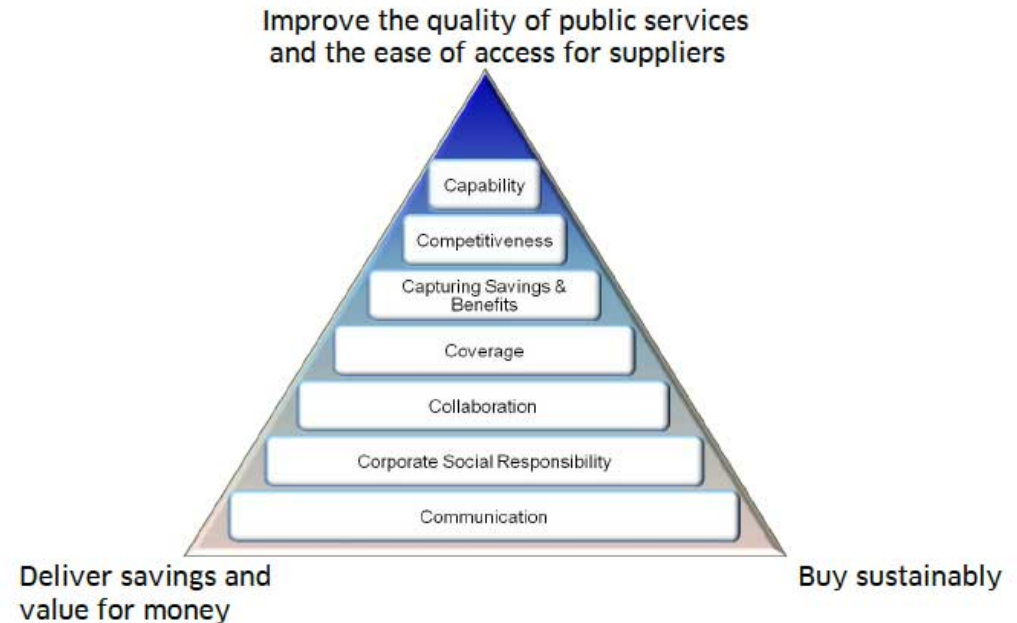 Improve the quality of public services
and the ease of access for suppliers
Capability
Competitiveness
Capturing Savings &
Benefits
Coverage
Collaboration
Corporate Social Responsibility
Communication
Deliver savings and
value for money
Buy sustainably